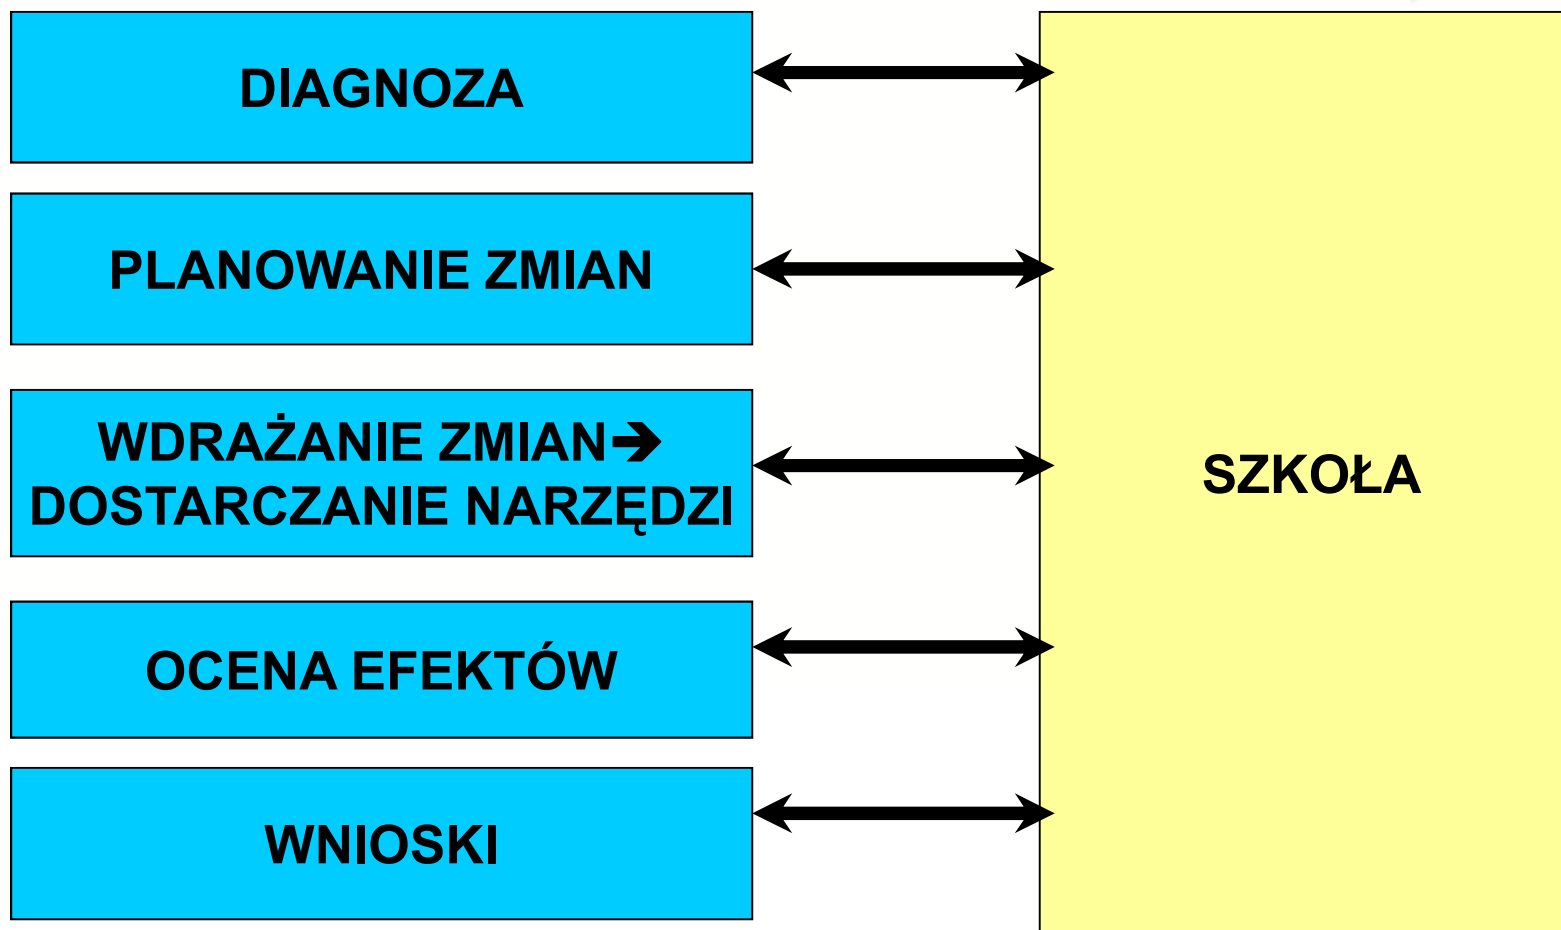 DIAGNOZA
PLANOWANIE ZMIAN
WDRAŻANIE ZMIAN➔
DOSTARCZANIE NARZĘDZI
SZKOŁA
OCENA EFEKTÓW
WNIOSKI